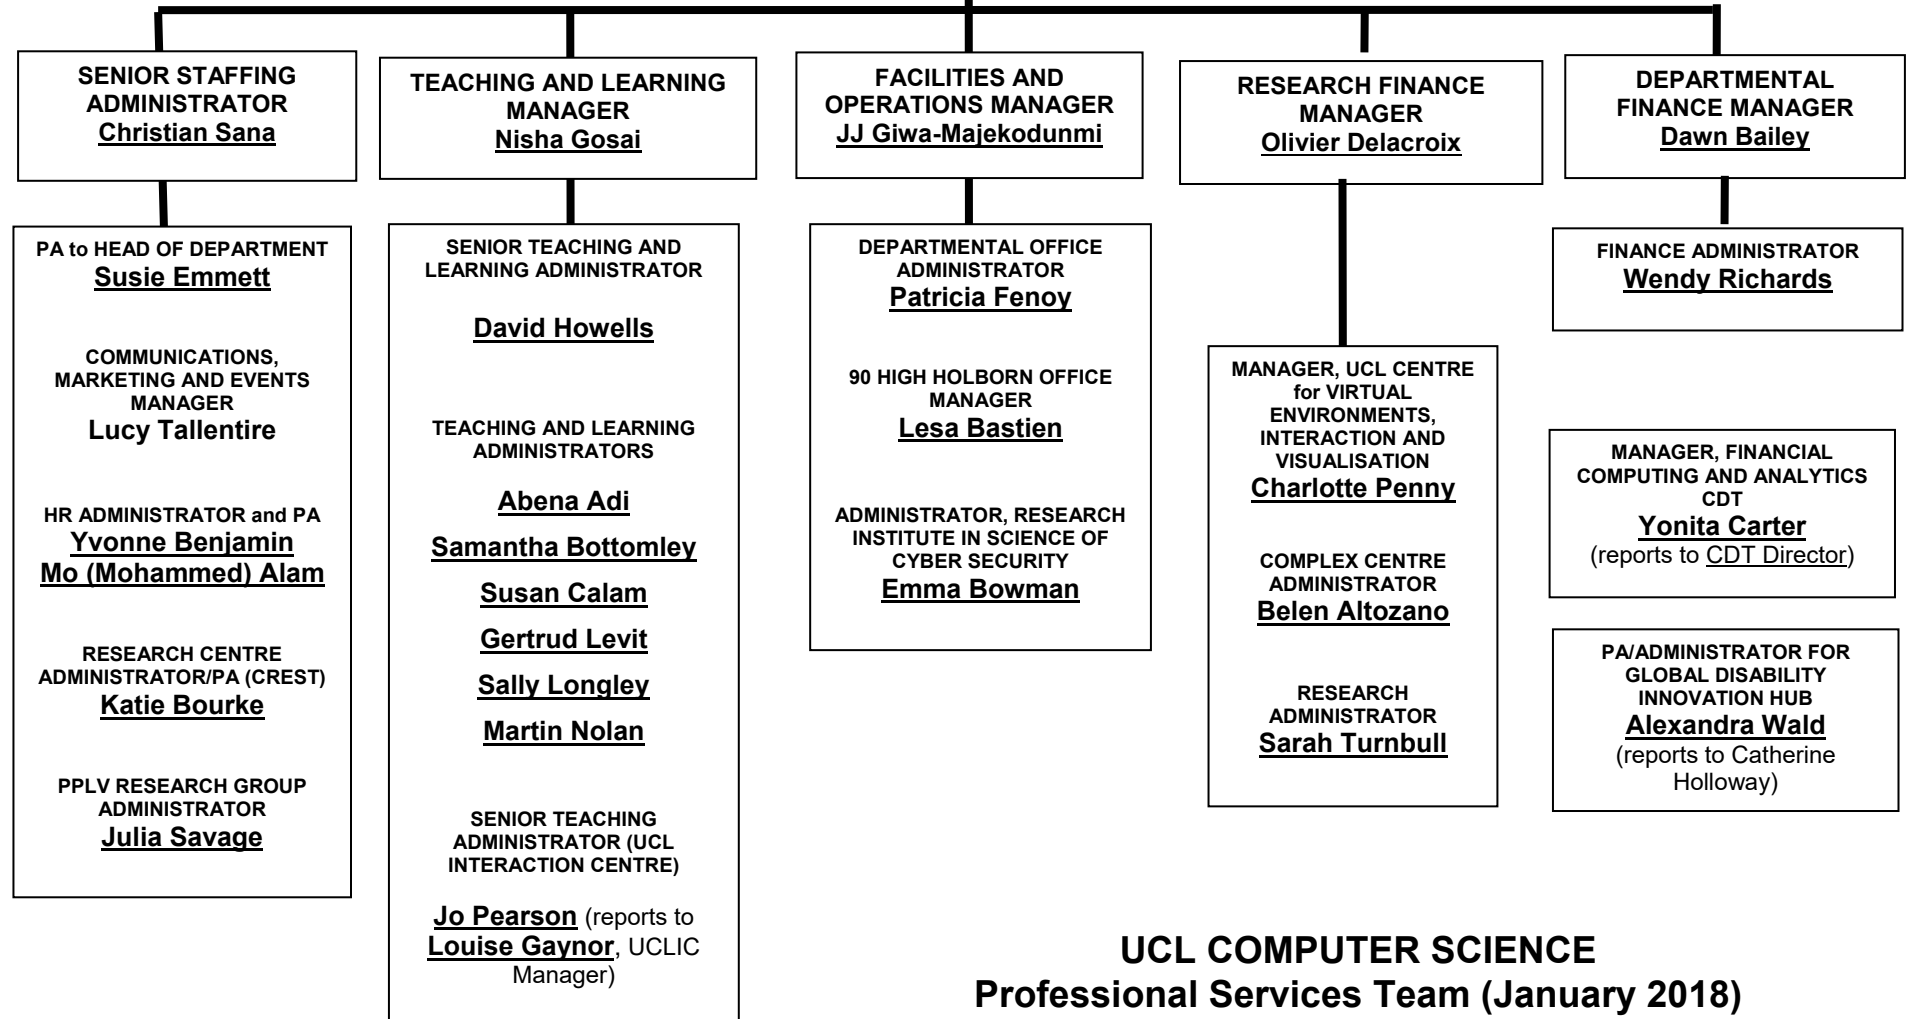 SENIOR STAFFING
ADMINISTRATOR
Christian Sana
TEACHING AND LEARNING
MANAGER
Nisha Gosai
FACILITIES AND
OPERATIONS MANAGER
JJ Giwa-Majekodunmi
RESEARCH FINANCE
MANAGER
Olivier Delacroix
DEPARTMENTAL
FINANCE MANAGER
Dawn Bailey
PA to HEAD OF DEPARTMENT
Susie Emmett
COMMUNICATIONS,
MARKETING AND EVENTS
MANAGER
Lucy Tallentire
HR ADMINISTRATOR and PA
Yvonne Benjamin
Mo (Mohammed) Alam
RESEARCH CENTRE
ADMINISTRATOR/PA (CREST)
Katie Bourke
PPLV RESEARCH GROUP
ADMINISTRATOR
Julia Savage
SENIOR TEACHING AND
LEARNING ADMINISTRATOR
David Howells
TEACHING AND LEARNING
ADMINISTRATORS
Abena Adi
Samantha Bottomley
Susan Calam
Gertrud Levit
Sally Longley
Martin Nolan
SENIOR TEACHING
ADMINISTRATOR (UCL
INTERACTION CENTRE)
Jo Pearson (reports to
Louise Gaynor, UCLIC
Manager)
DEPARTMENTAL OFFICE
ADMINISTRATOR
Patricia Fenoy
90 HIGH HOLBORN OFFICE
MANAGER
Lesa Bastien
ADMINISTRATOR, RESEARCH
INSTITUTE IN SCIENCE OF
CYBER SECURITY
Emma Bowman
MANAGER, UCL CENTRE
for VIRTUAL
ENVIRONMENTS,
INTERACTION AND
VISUALISATION
Charlotte Penny
COMPLEX CENTRE
ADMINISTRATOR
Belen Altozano
RESEARCH
ADMINISTRATOR
Sarah Turnbull
FINANCE ADMINISTRATOR
Wendy Richards
MANAGER, FINANCIAL
COMPUTING AND ANALYTICS
CDT
Yonita Carter
(reports to CDT Director)
PA/ADMINISTRATOR FOR
GLOBAL DISABILITY
INNOVATION HUB
Alexandra Wald
(reports to Catherine
Holloway)
UCL COMPUTER SCIENCE
Professional Services Team (January 2018)